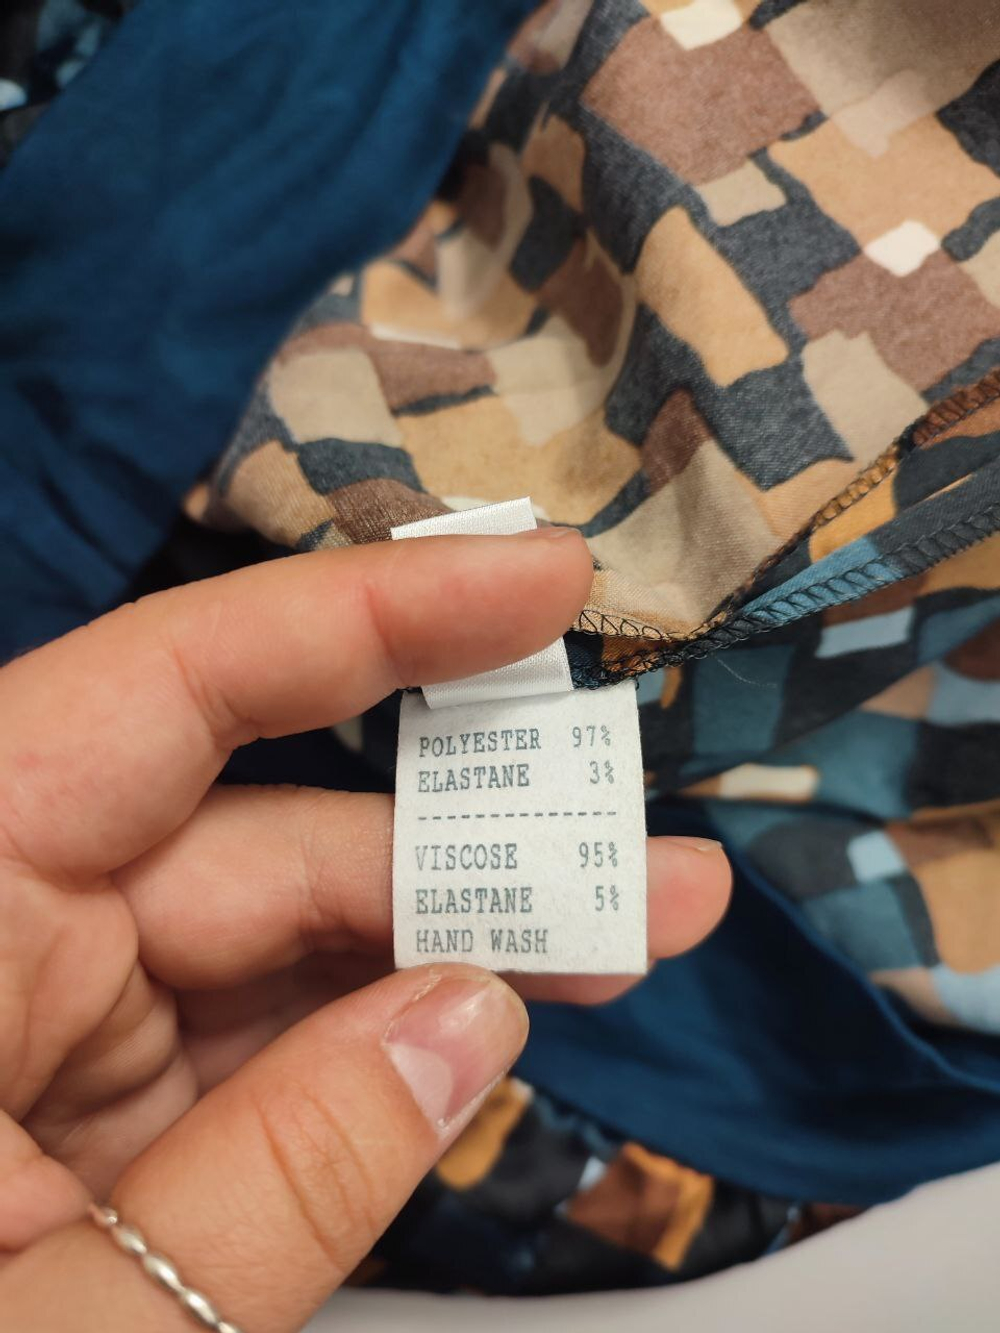 POLYESTER 97%
ELASTANE 3%
--------------
VISCOSE 95%
ELASTANE 5%
HAND WASH